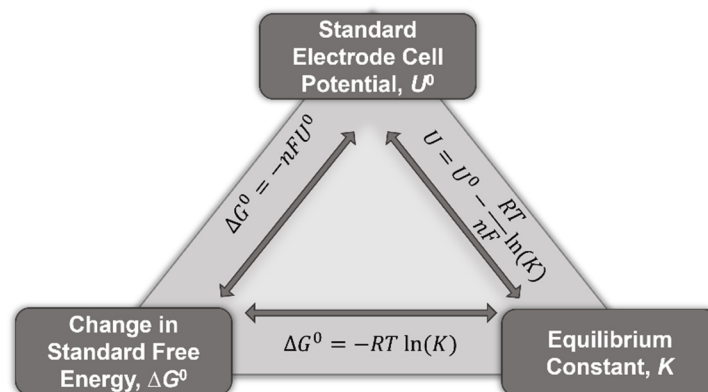 Standard
Electrode Cell
Potential, U⁰
ΔG⁰ = −nFU⁰
U = U⁰ − RT/nF ln(K)
Change in
Standard Free
Energy, ΔG⁰
ΔG⁰ = −RT ln(K)
Equilibrium
Constant, K